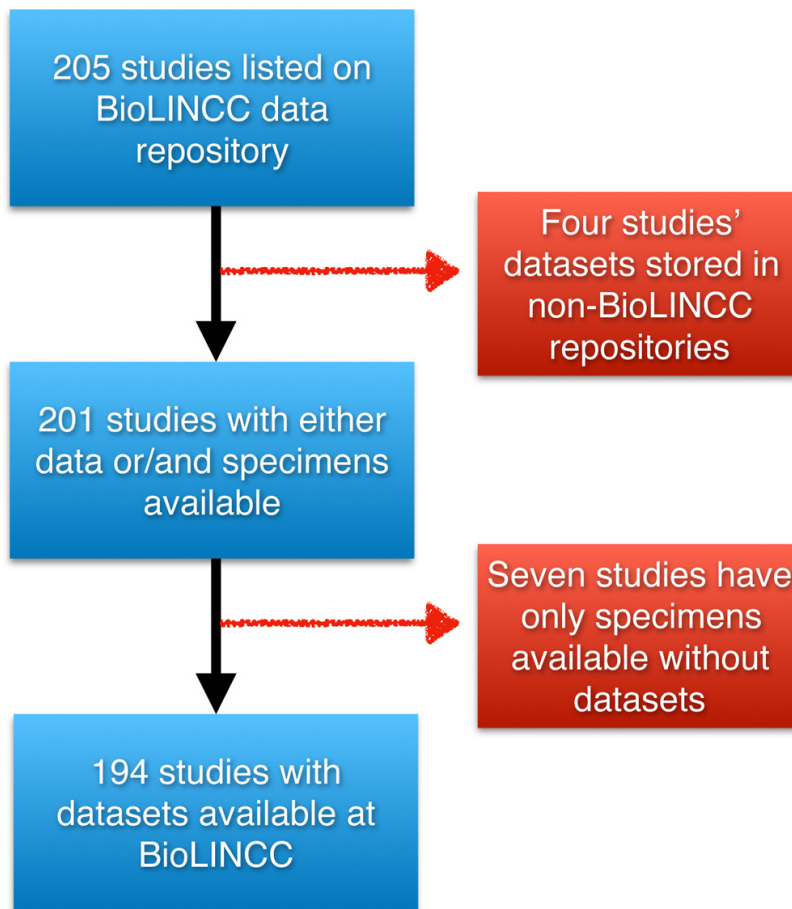 205 studies listed on
BioLINCC data
repository
Four studies’
datasets stored in
non-BioLINCC
repositories
201 studies with either
data or/and specimens
available
Seven studies have
only specimens
available without
datasets
194 studies with
datasets available at
BioLINCC